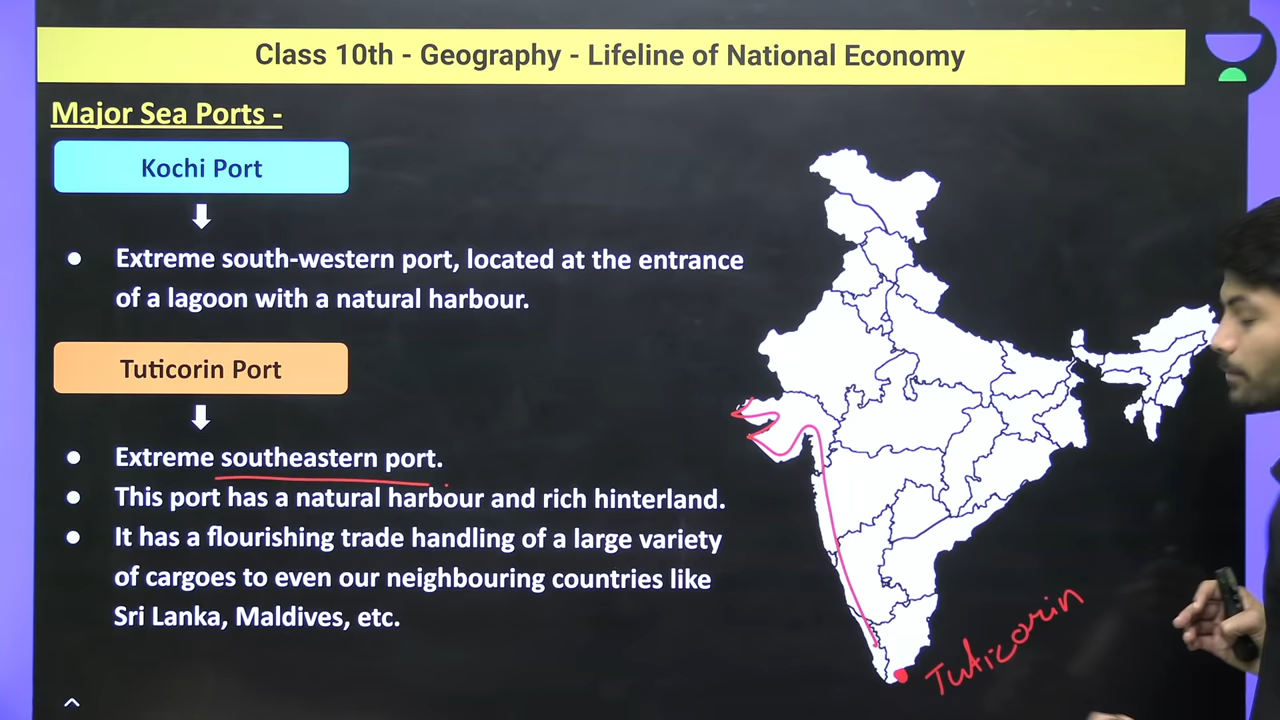 Class 10th - Geography - Lifeline of National Economy
Major Sea Ports -
Kochi Port
● Extreme south-western port, located at the entrance
of a lagoon with a natural harbour.
Tuticorin Port
● Extreme southeastern port.
● This port has a natural harbour and rich hinterland.
● It has a flourishing trade handling of a large variety
of cargoes to even our neighbouring countries like
Sri Lanka, Maldives, etc.
Tuticorin